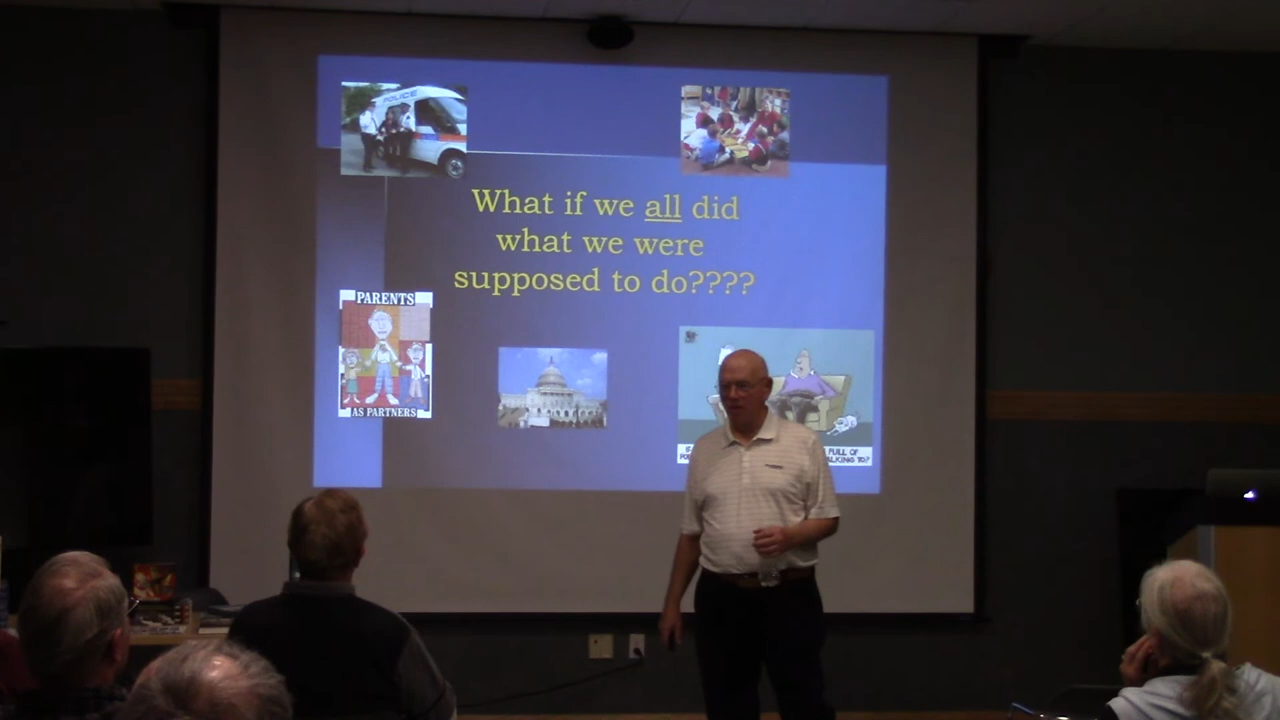 POLICE
What if we all did
what we were
supposed to do????
PARENTS
AS PARTNERS
FULL OF